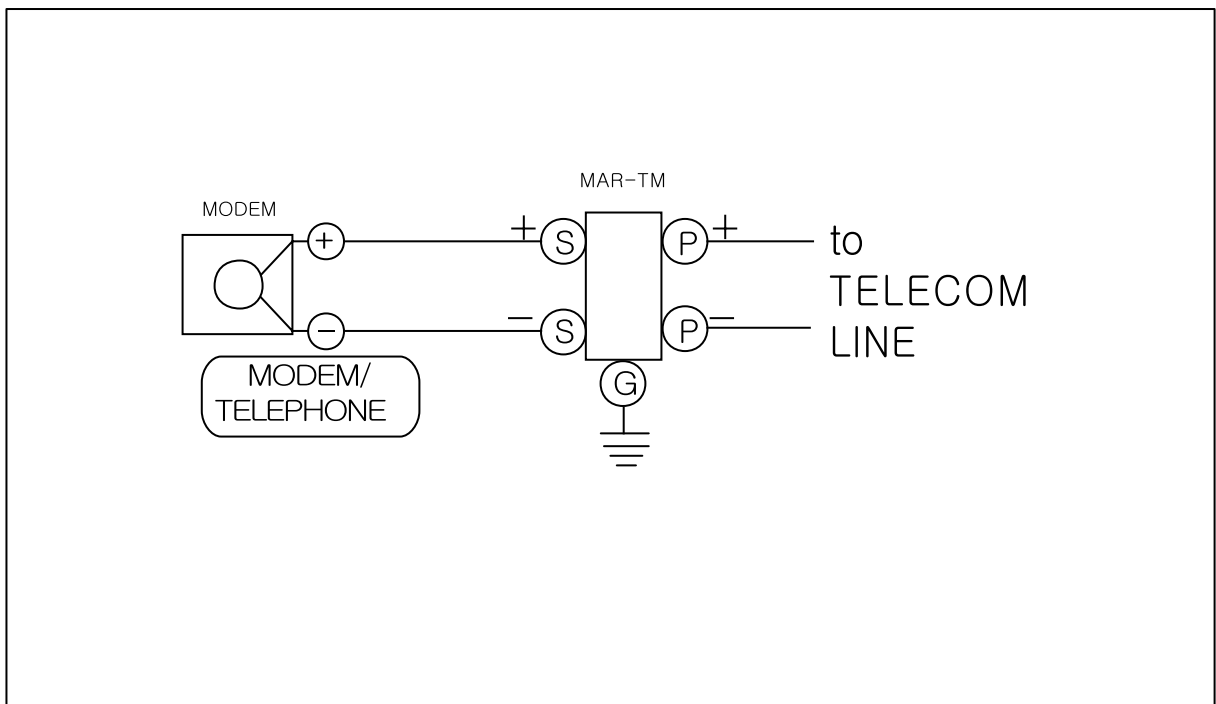 MAR-TM
MODEM
+ + S P + to
TELECOM
− − S P − LINE
MODEM/
TELEPHONE
G